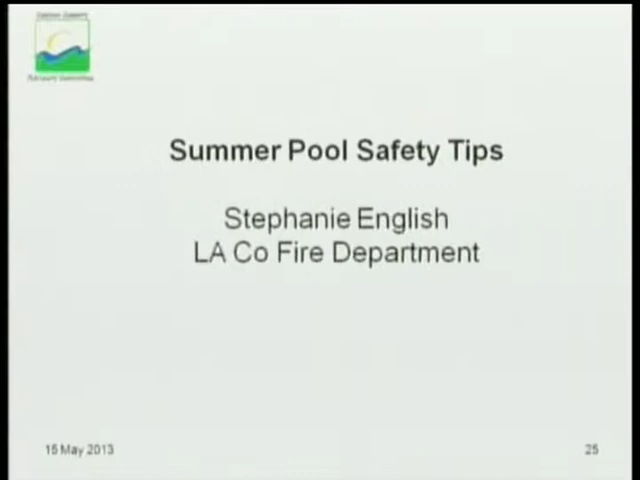 Summer Pool Safety Tips
Stephanie English
LA Co Fire Department
15 May 2013
25